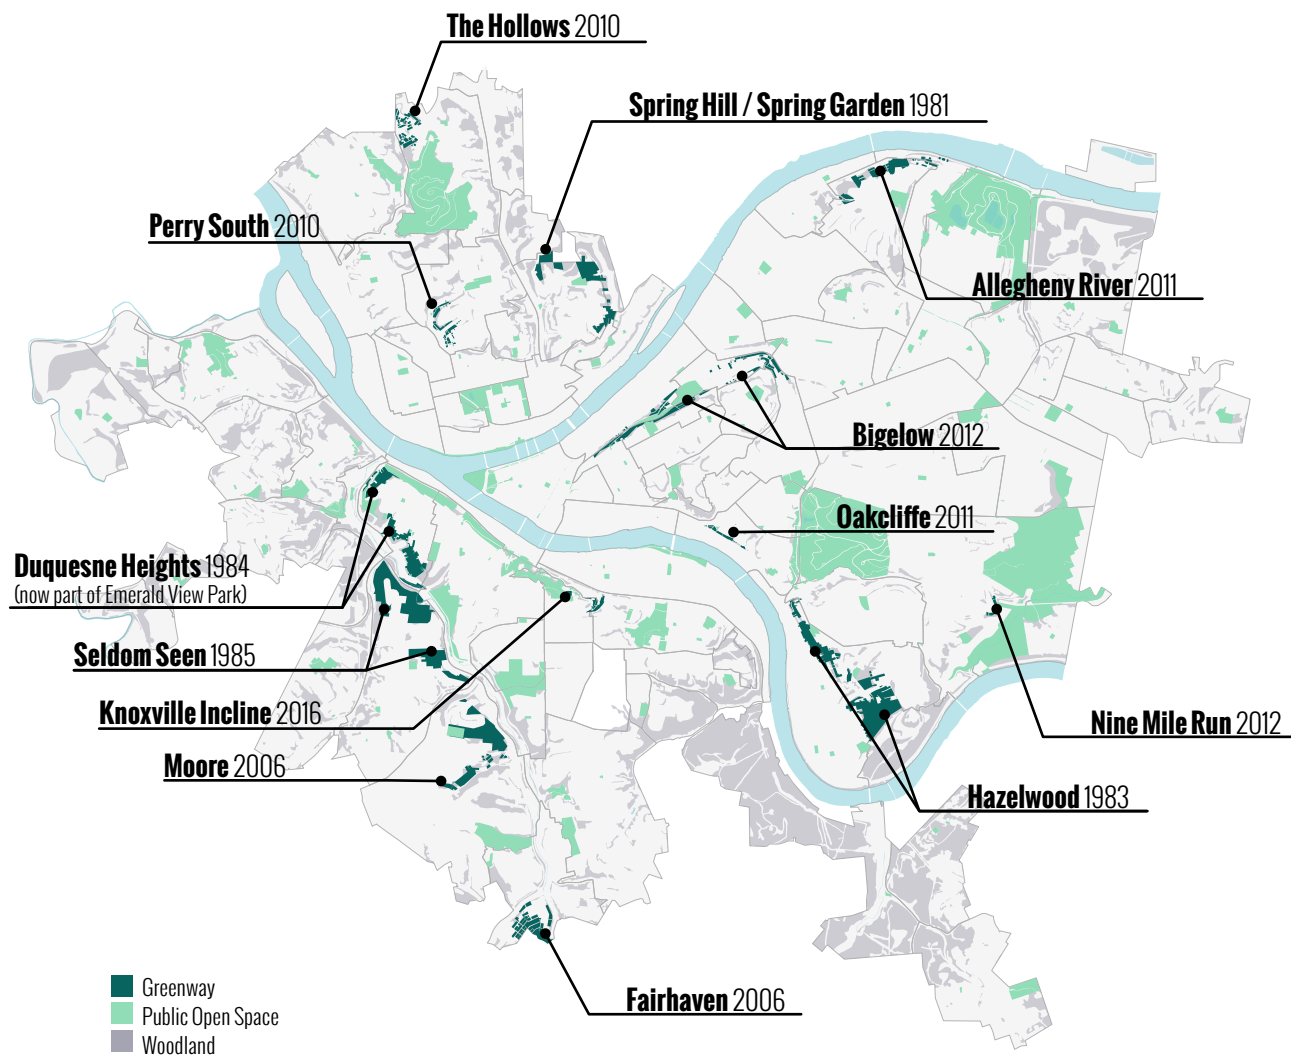 The Hollows 2010
Spring Hill / Spring Garden 1981
Perry South 2010
Allegheny River 2011
Bigelow 2012
Oakcliffe 2011
Duquesne Heights 1984
(now part of Emerald View Park)
Seldom Seen 1985
Knoxville Incline 2016
Nine Mile Run 2012
Moore 2006
Hazelwood 1983
Fairhaven 2006
Greenway
Public Open Space
Woodland